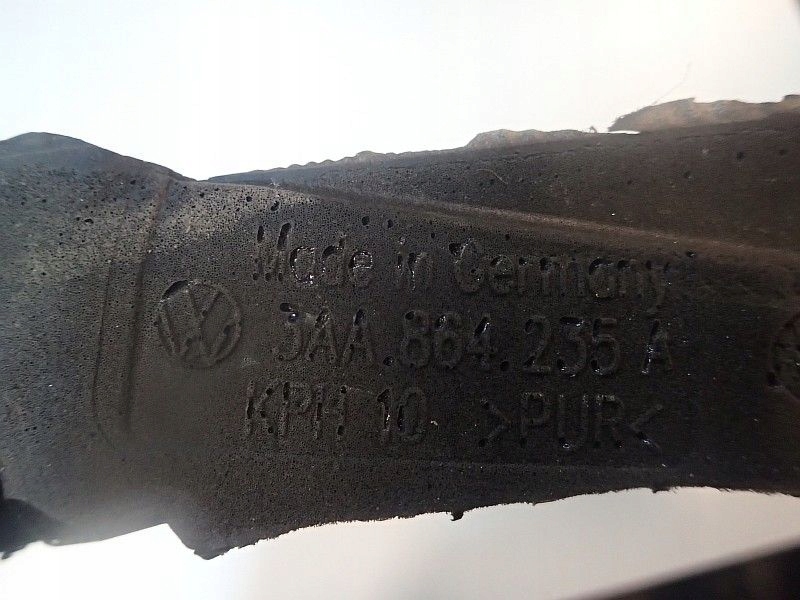 Made in Germany
3AA.864.235 A
KPH 10 >PUR<